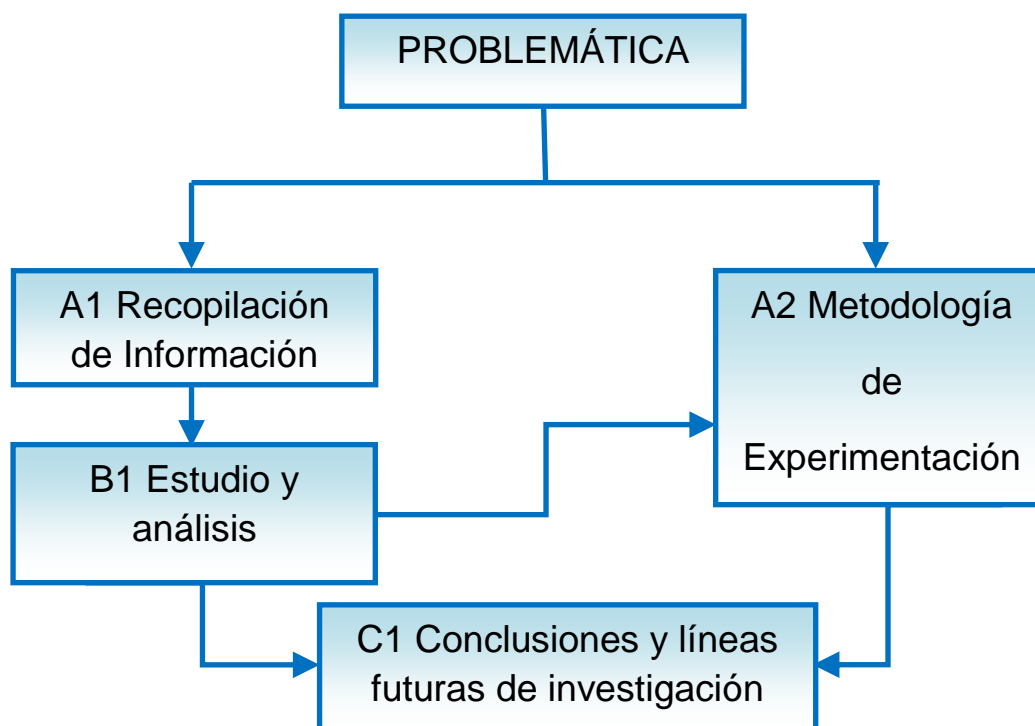 PROBLEMÁTICA
A1 Recopilación
de Información
A2 Metodología
de
Experimentación
B1 Estudio y
análisis
C1 Conclusiones y líneas
futuras de investigación